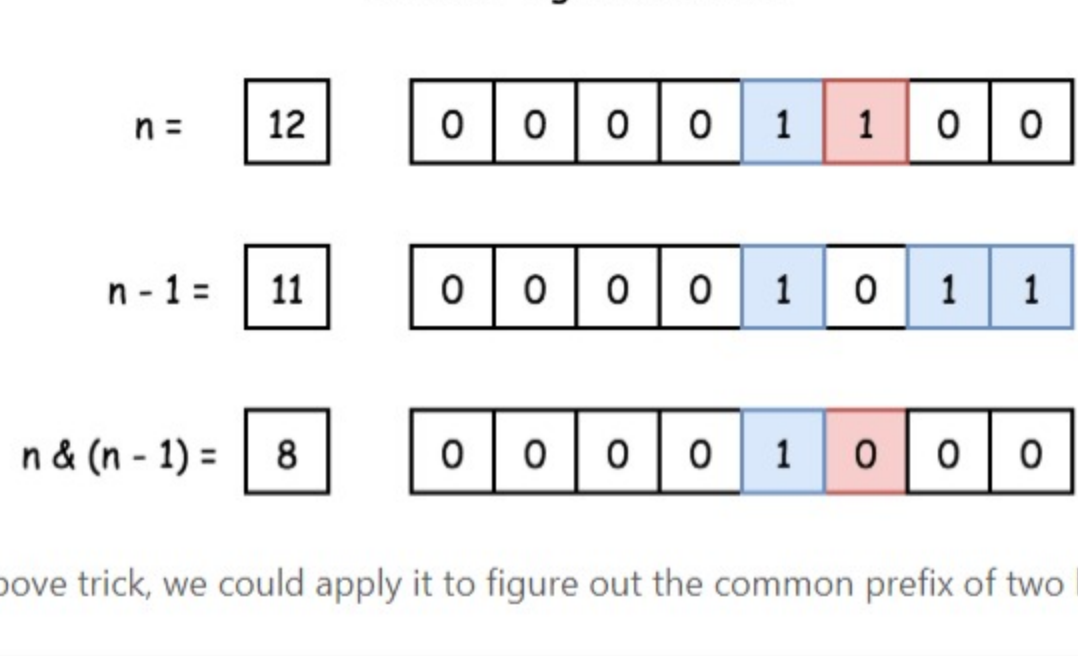 n = 12 0 0 0 0 1 1 0 0
n - 1 = 11 0 0 0 0 1 0 1 1
n & (n - 1) = 8 0 0 0 0 1 0 0 0
trick, we could apply it to figure out the common prefix of two